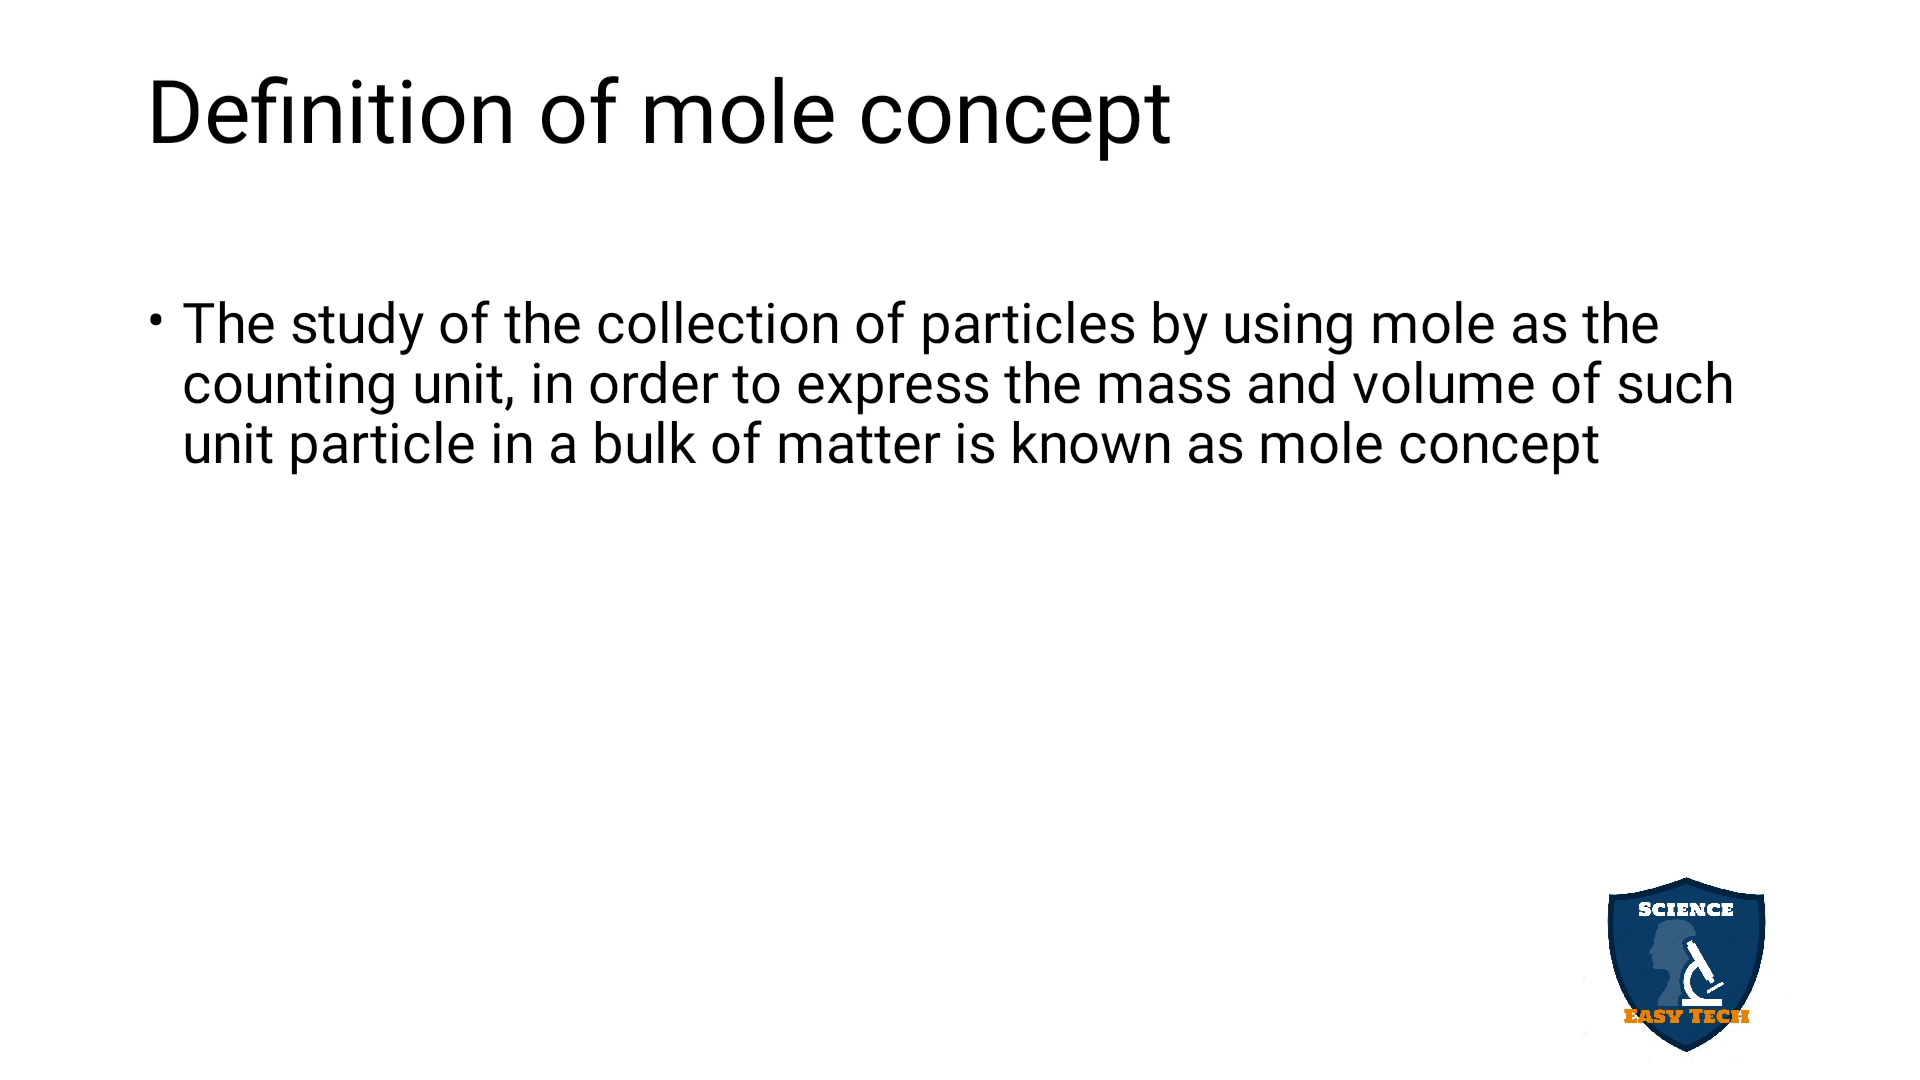 Definition of mole concept
• The study of the collection of particles by using mole as the
counting unit, in order to express the mass and volume of such
unit particle in a bulk of matter is known as mole concept
SCIENCE
EASY TECH